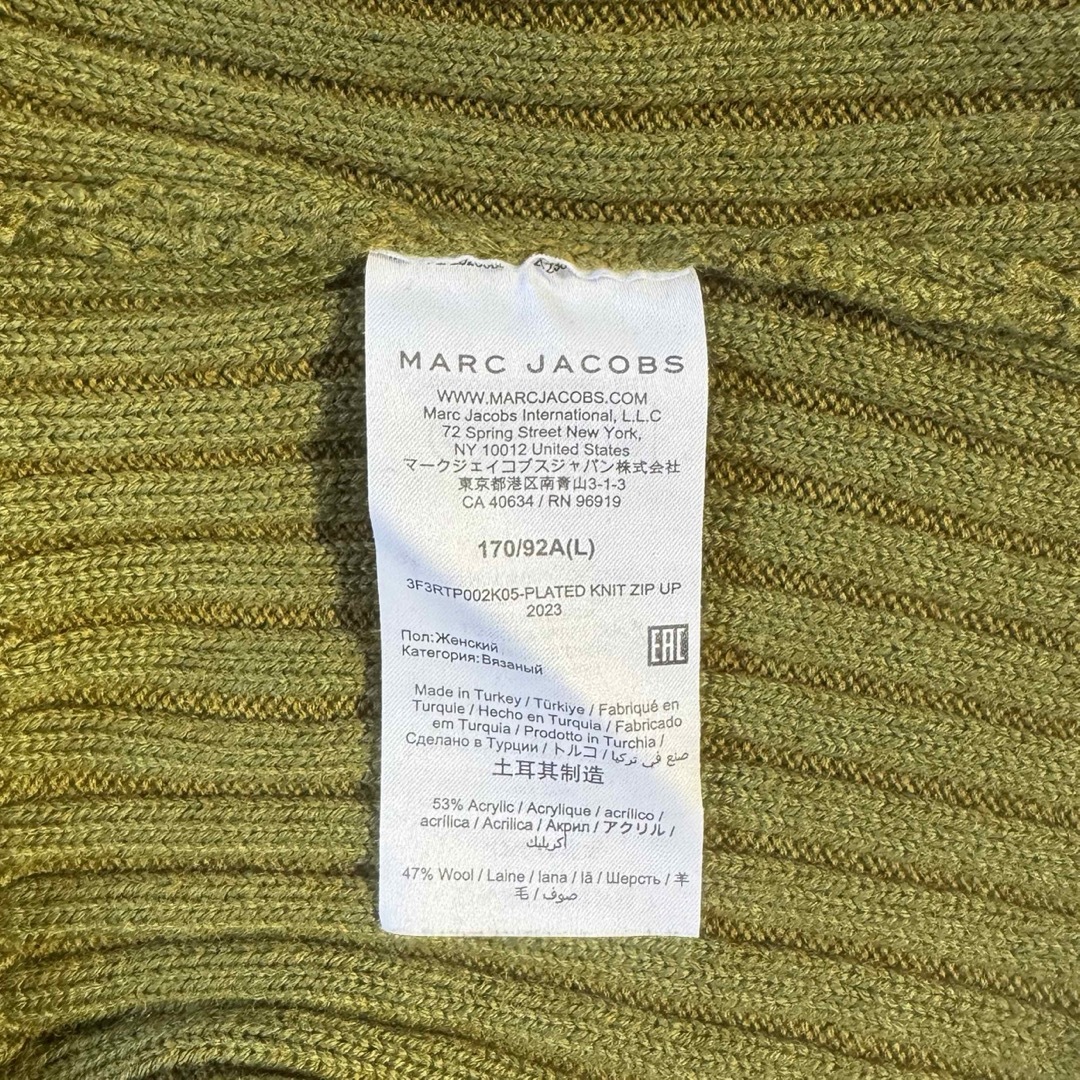 MARC JACOBS
WWW.MARCJACOBS.COM
Marc Jacobs International, L.L.C
72 Spring Street New York,
NY 10012 United States
マークジェイコブスジャパン株式会社
東京都港区南青山3-1-3
CA 40634 / RN 96919
170/92A(L)
3F3RTP002K05-PLATED KNIT ZIP UP
2023
Пол:Женский
Категория:Вязаный
EAC
Made in Turkey / Türkiye / Fabriqué en
Turquie / Hecho en Turquia / Fabricado
em Turquia / Prodotto in Turchia /
Сделано в Турции / トルコ / صنع في تركيا
土耳其制造
53% Acrylic / Acrylique / acrílico /
acrílica / Acrilica / Акрил / アクリル /
أكريليك
47% Wool / Laine / lana / lã / Шерсть / 羊
毛 / صوف